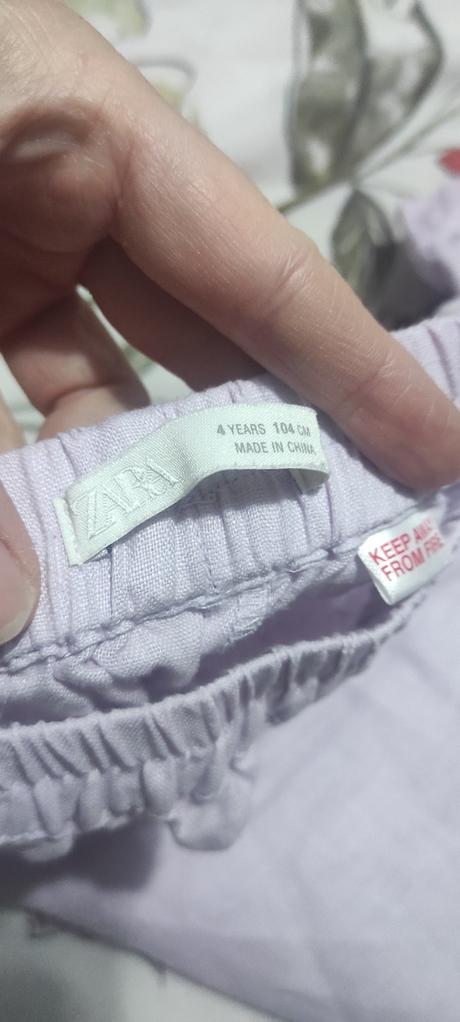 ZARA
4 YEARS 104 CM
MADE IN CHINA
KEEP AWAY
FROM FIRE